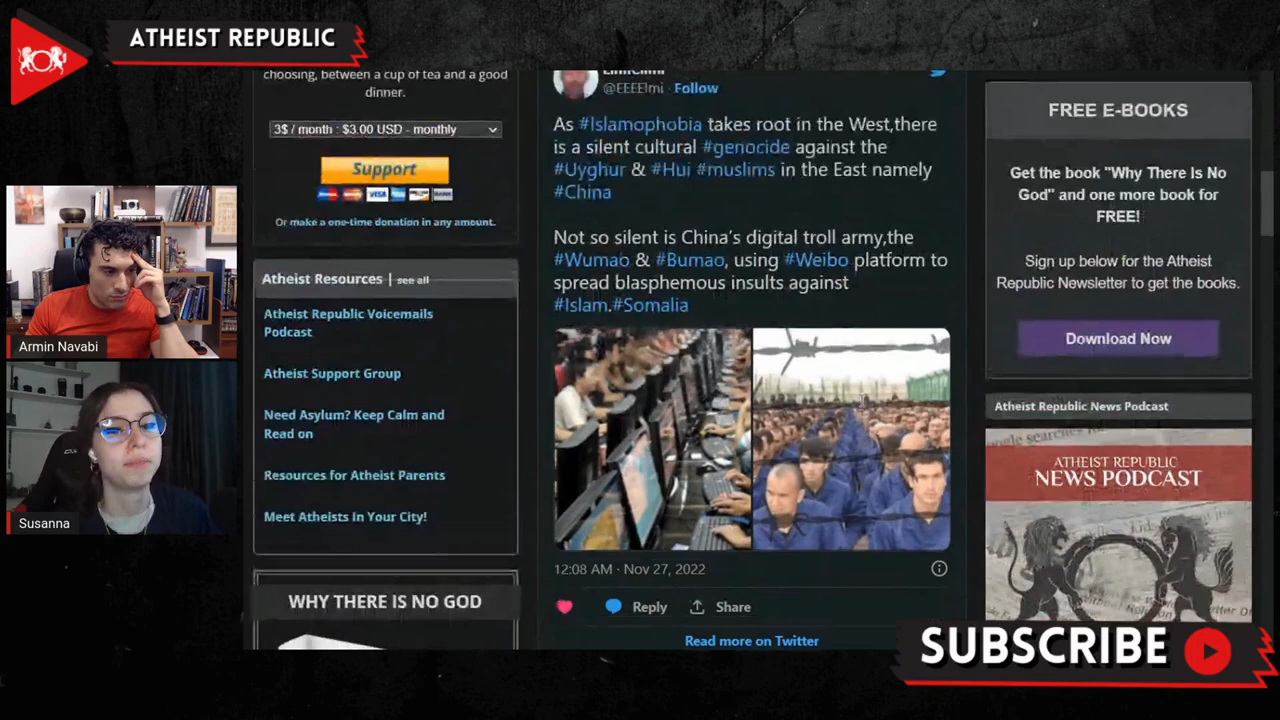 ATHEIST REPUBLIC
choosing, between a cup of tea and a good
dinner.
3$ / month : $3.00 USD - monthly
Support
VISA
Or make a one-time donation in any amount.
Atheist Resources | see all
Atheist Republic Voicemails
Podcast
Atheist Support Group
Need Asylum? Keep Calm and
Read on
Resources for Atheist Parents
Meet Atheists in Your City!
WHY THERE IS NO GOD
@EEEE1mi · Follow
As #Islamophobia takes root in the West,there
is a silent cultural #genocide against the
#Uyghur & #Hui #muslims in the East namely
#China
Not so silent is China's digital troll army,the
#Wumao & #Bumao, using #Weibo platform to
spread blasphemous insults against
#Islam.#Somalia
12:08 AM · Nov 27, 2022
Reply
Share
Read more on Twitter
FREE E-BOOKS
Get the book "Why There Is No
God" and one more book for
FREE!
Sign up below for the Atheist
Republic Newsletter to get the books.
Download Now
Atheist Republic News Podcast
ATHEIST REPUBLIC
NEWS PODCAST
Armin Navabi
Susanna
SUBSCRIBE